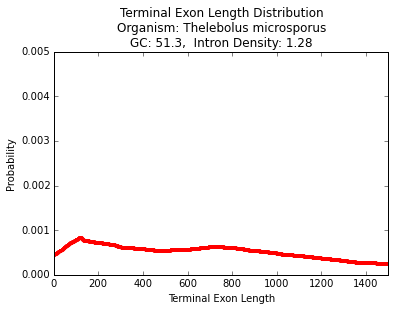 Terminal Exon Length Distribution
Organism: Thelebolus microsporus
GC: 51.3,  Intron Density: 1.28
0.005
0.004
0.003
0.002
0.001
0.000
Probability
0 200 400 600 800 1000 1200 1400
Terminal Exon Length